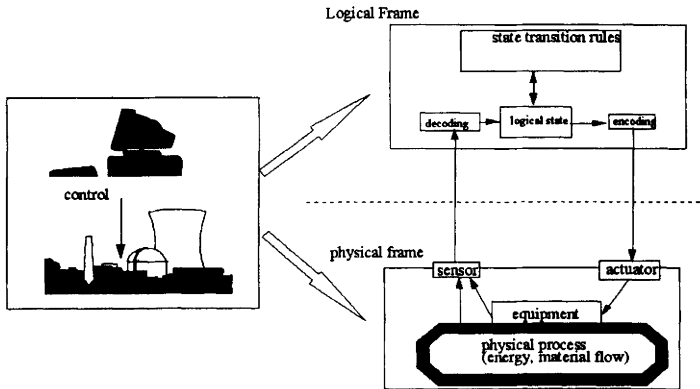 Logical Frame
state transition rules
decoding
logical state
encoding
control
physical frame
sensor
actuator
equipment
physical process
(energy, material flow)